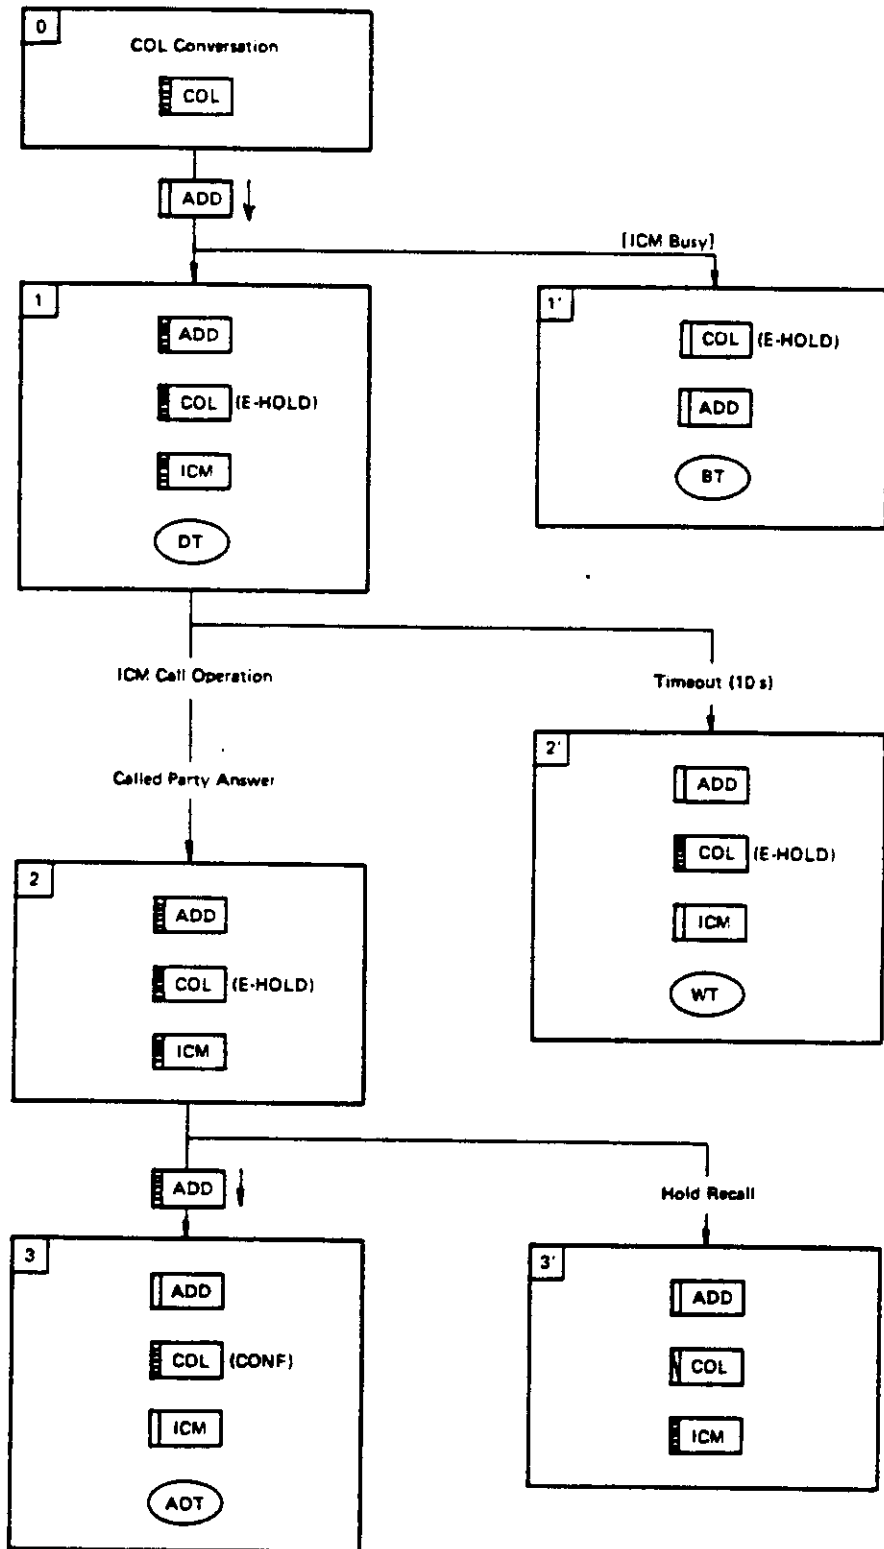 0
COL Conversation
COL
ADD
[ICM Busy]
1
ADD
COL (E-HOLD)
ICM
DT
1'
COL (E-HOLD)
ADD
BT
ICM Call Operation
Timeout (10 s)
Called Party Answer
2'
ADD
COL (E-HOLD)
ICM
WT
2
ADD
COL (E-HOLD)
ICM
ADD
Hold Recall
3
ADD
COL (CONF)
ICM
ADT
3'
ADD
COL
ICM